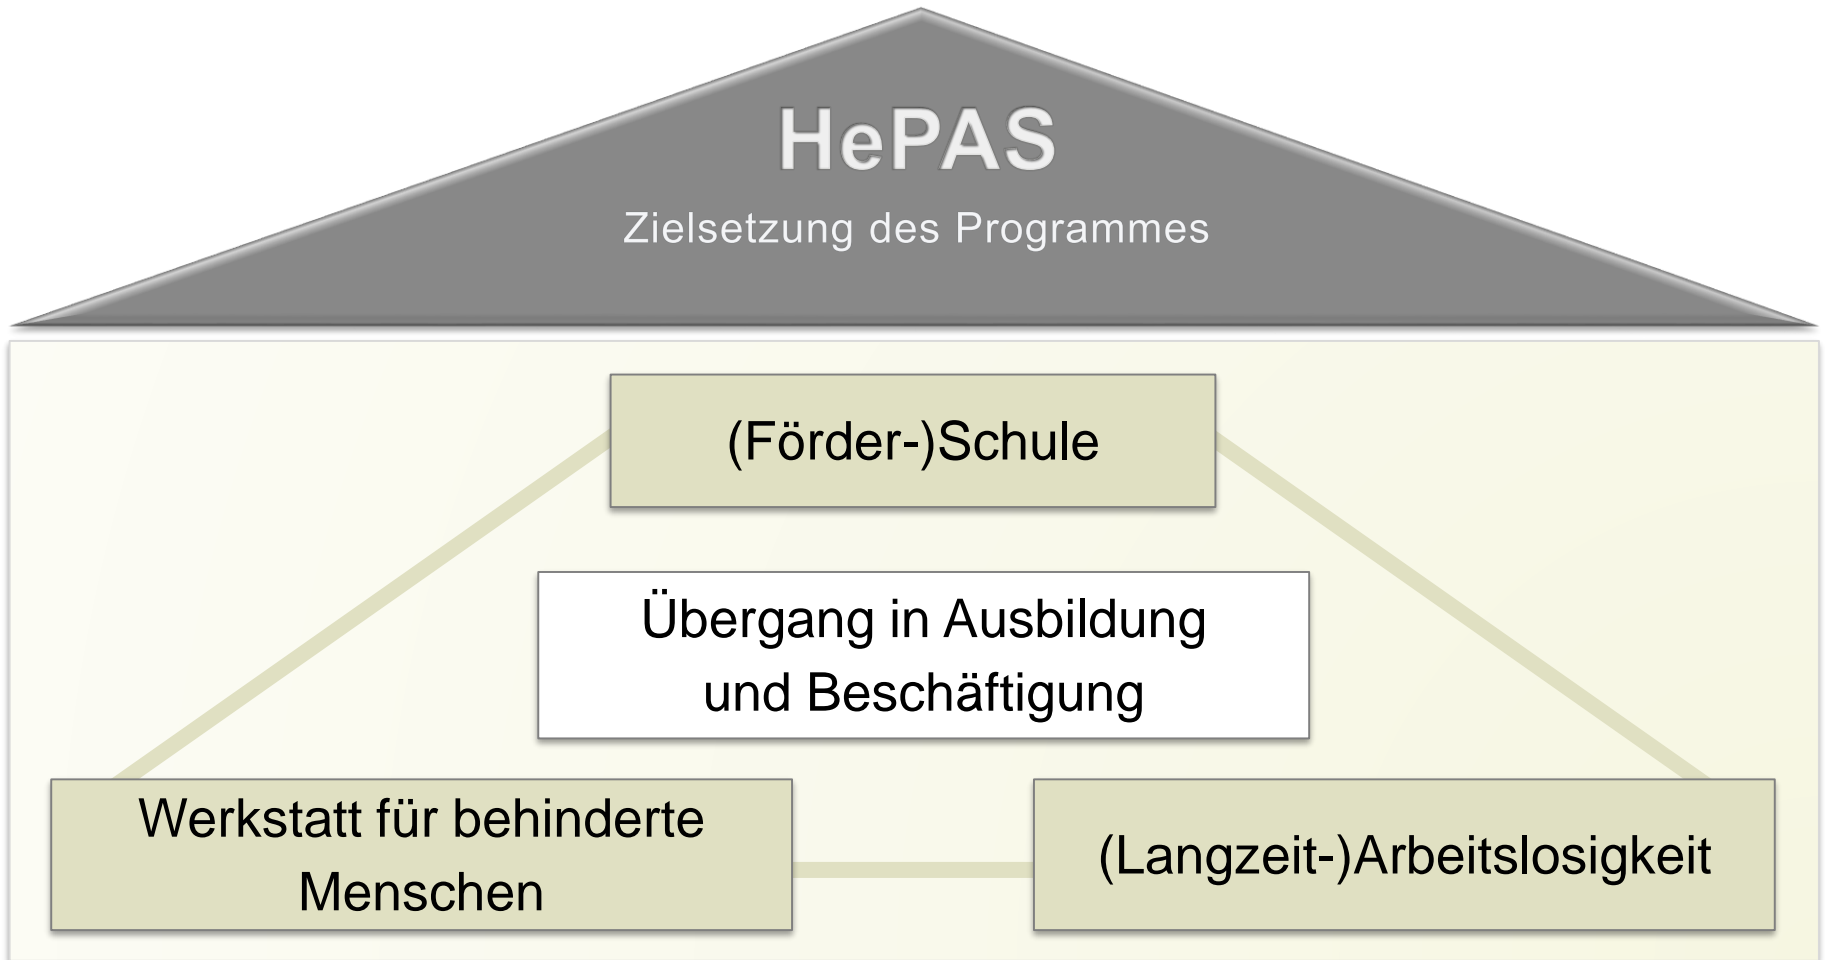 HePAS
Zielsetzung des Programmes
(Förder-)Schule
Übergang in Ausbildung
und Beschäftigung
Werkstatt für behinderte
Menschen
(Langzeit-)Arbeitslosigkeit